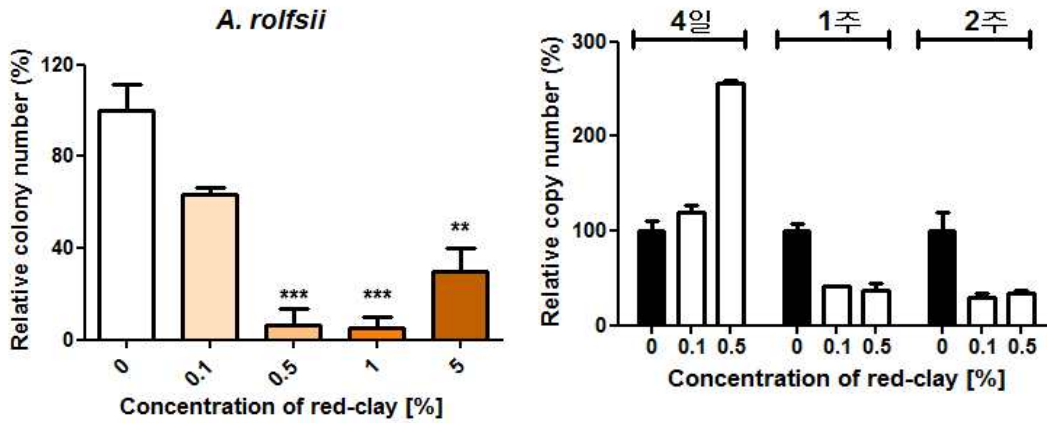 A. rolfsii
Relative colony number (%)
120
80
40
0
**
***
***
0
0.1
0.5
1
5
Concentration of red-clay [%]
4일
1주
2주
Relative copy number (%)
300
200
100
0
0 0.1 0.5
0 0.1 0.5
0 0.1 0.5
Concentration of red-clay [%]